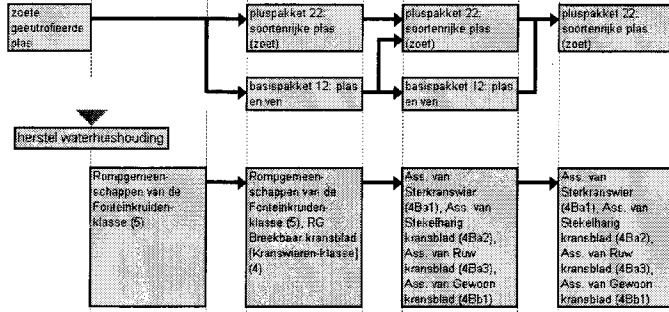 zoete
geëutrofieerde
plas
pluspakket 22:
soortenrijke plas
(zoet)
pluspakket 22:
soortenrijke plas
(zoet)
pluspakket 22:
soortenrijke plas
(zoet)
basispakket 12: plas
en ven
basispakket 12: plas
en ven
herstel waterhuishouding
Rompgemeen-
schappen van de
Fonteinkruiden-
klasse (5)
Rompgemeen-
schappen van de
Fonteinkruiden-
klasse (5), RG
Breekbaar kransblad
[Kranswieren-klasse]
(4)
Ass. van
Sterkranswier
(4Ba1), Ass. van
Stekelharig
kransblad (4Ba2),
Ass. van Ruw
kransblad (4Ba3),
Ass. van Gewoon
kransblad (4Bb1)
Ass. van
Sterkranswier
(4Ba1), Ass. van
Stekelharig
kransblad (4Ba2),
Ass. van Ruw
kransblad (4Ba3),
Ass. van Gewoon
kransblad (4Bb1)